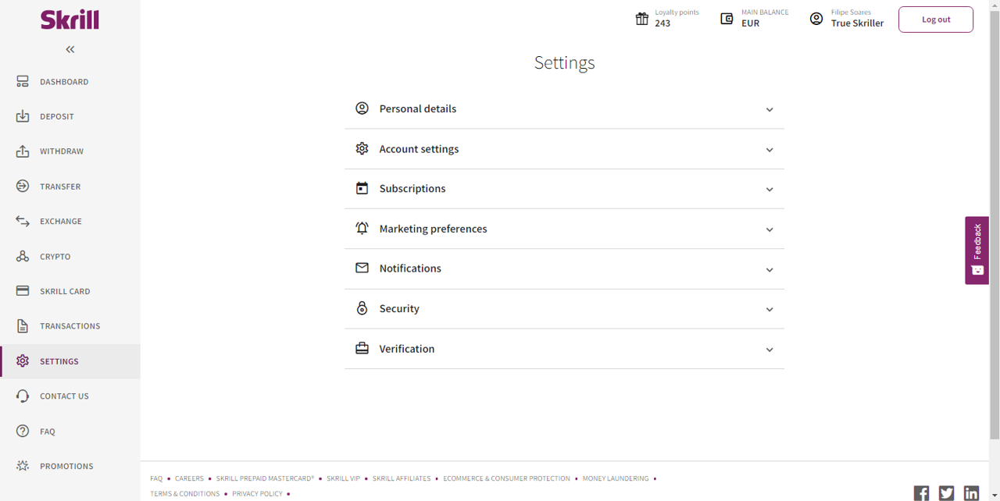 Skrill
Loyalty points
243
MAIN BALANCE
EUR
Filipe Soares
True Skriller
Log out
DASHBOARD
DEPOSIT
WITHDRAW
TRANSFER
EXCHANGE
CRYPTO
SKRILL CARD
TRANSACTIONS
SETTINGS
CONTACT US
FAQ
PROMOTIONS
Settings
Personal details
Account settings
Subscriptions
Marketing preferences
Notifications
Security
Verification
Feedback
FAQ • CAREERS • SKRILL PREPAID MASTERCARD® • SKRILL VIP • SKRILL AFFILIATES • ECOMMERCE & CONSUMER PROTECTION • MONEY LAUNDERING •
TERMS & CONDITIONS • PRIVACY POLICY •